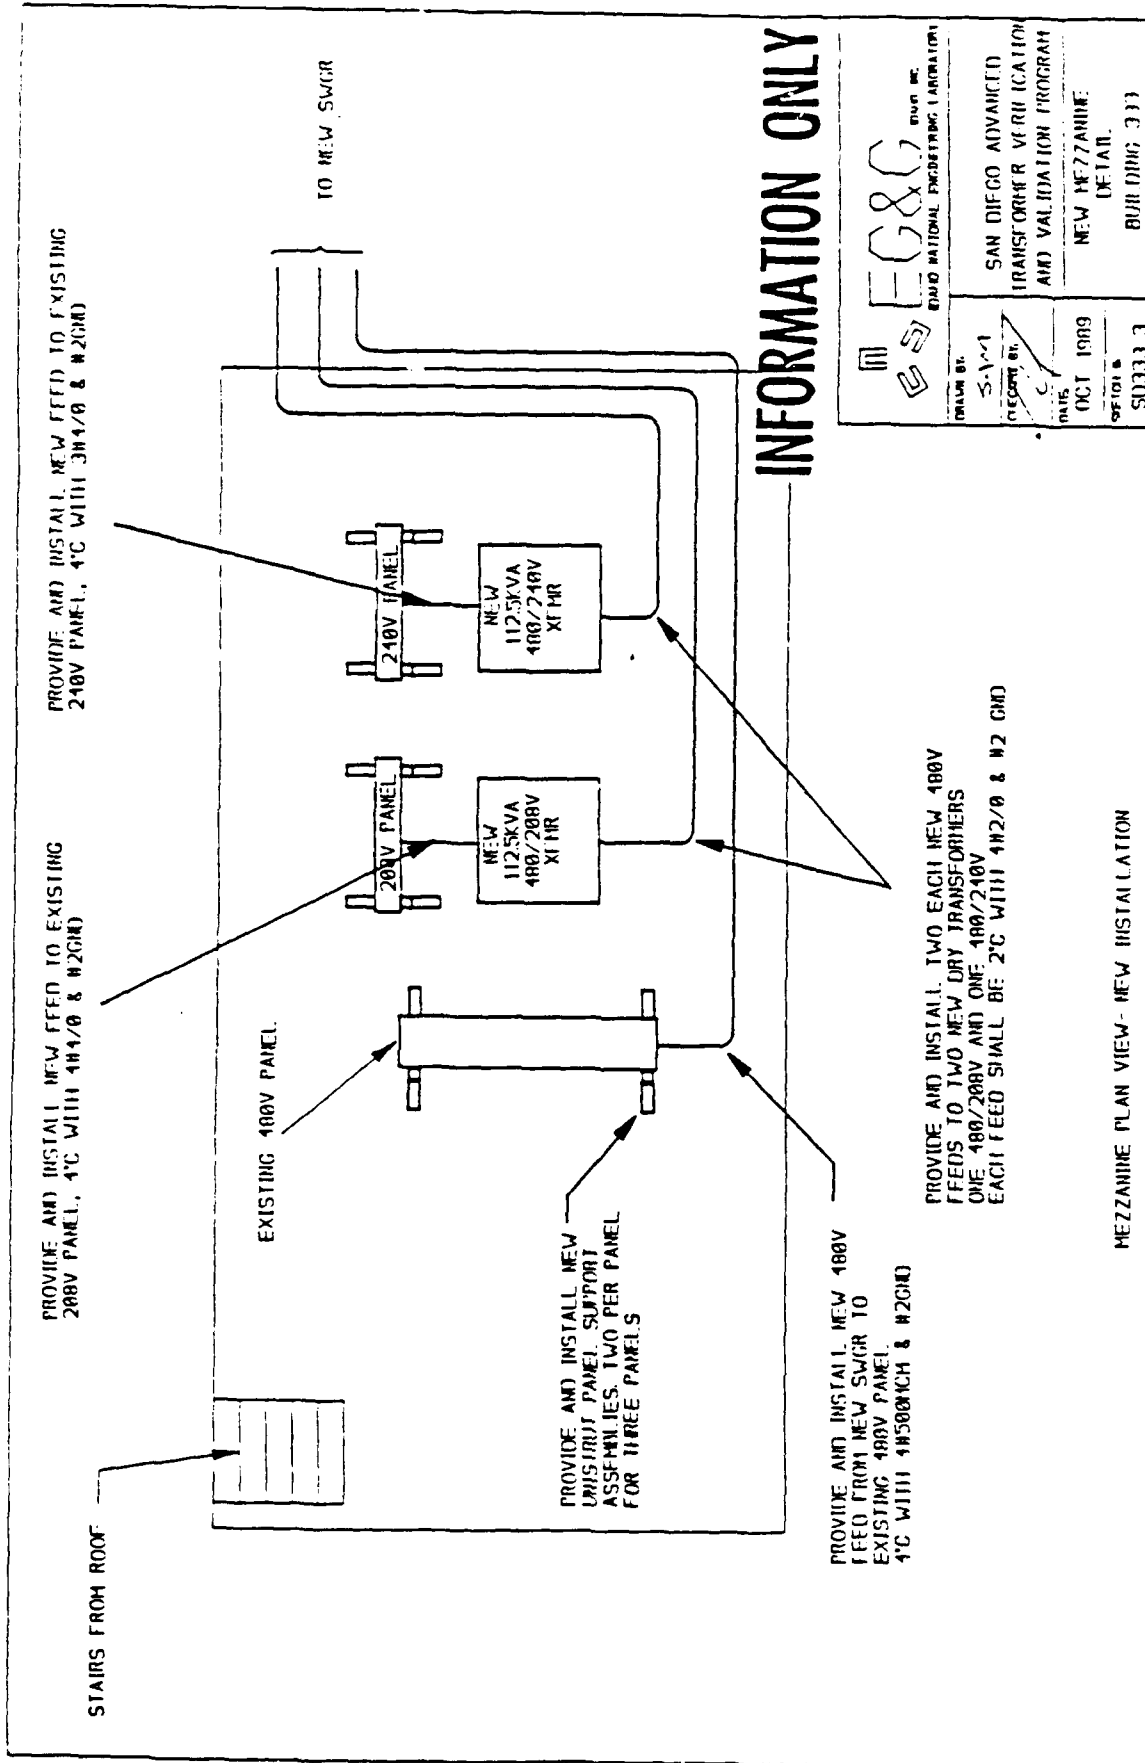 STAIRS FROM ROOF
PROVIDE AND INSTALL NEW FEED TO EXISTING
208V PANEL, 4"C WITH 4#4/0 & #2GND
PROVIDE AND INSTALL NEW FEED TO EXISTING
240V PANEL, 4"C WITH 3#4/0 & #2GND
TO NEW SWGR
EXISTING 480V PANEL
208V PANEL
240V PANEL
NEW
112.5KVA
480/208V
XFMR
NEW
112.5KVA
480/240V
XFMR
PROVIDE AND INSTALL NEW
UNISTRUT PANEL SUPPORT
ASSEMBLIES. TWO PER PANEL
FOR THREE PANELS
PROVIDE AND INSTALL NEW 480V
FEED FROM NEW SWGR TO
EXISTING 480V PANEL
4"C WITH 4#500MCM & #2GND
PROVIDE AND INSTALL TWO EACH NEW 480V
FEEDS TO TWO NEW DRY TRANSFORMERS
ONE 480/208V AND ONE 480/240V
EACH FEED SHALL BE 2"C WITH 4#2/0 & #2 GND
MEZZANINE PLAN VIEW- NEW INSTALLATION
INFORMATION ONLY
EG&G IDAHO INC.
IDAHO NATIONAL ENGINEERING LABORATORY
DRAWN BY.
SAN DIEGO ADVANCED
TRANSFORMER VERIFICATION
AND VALIDATION PROGRAM
DATE
OCT 1989
NEW MEZZANINE
DETAIL
SKETCH #
SD333.3
BUILDING 333